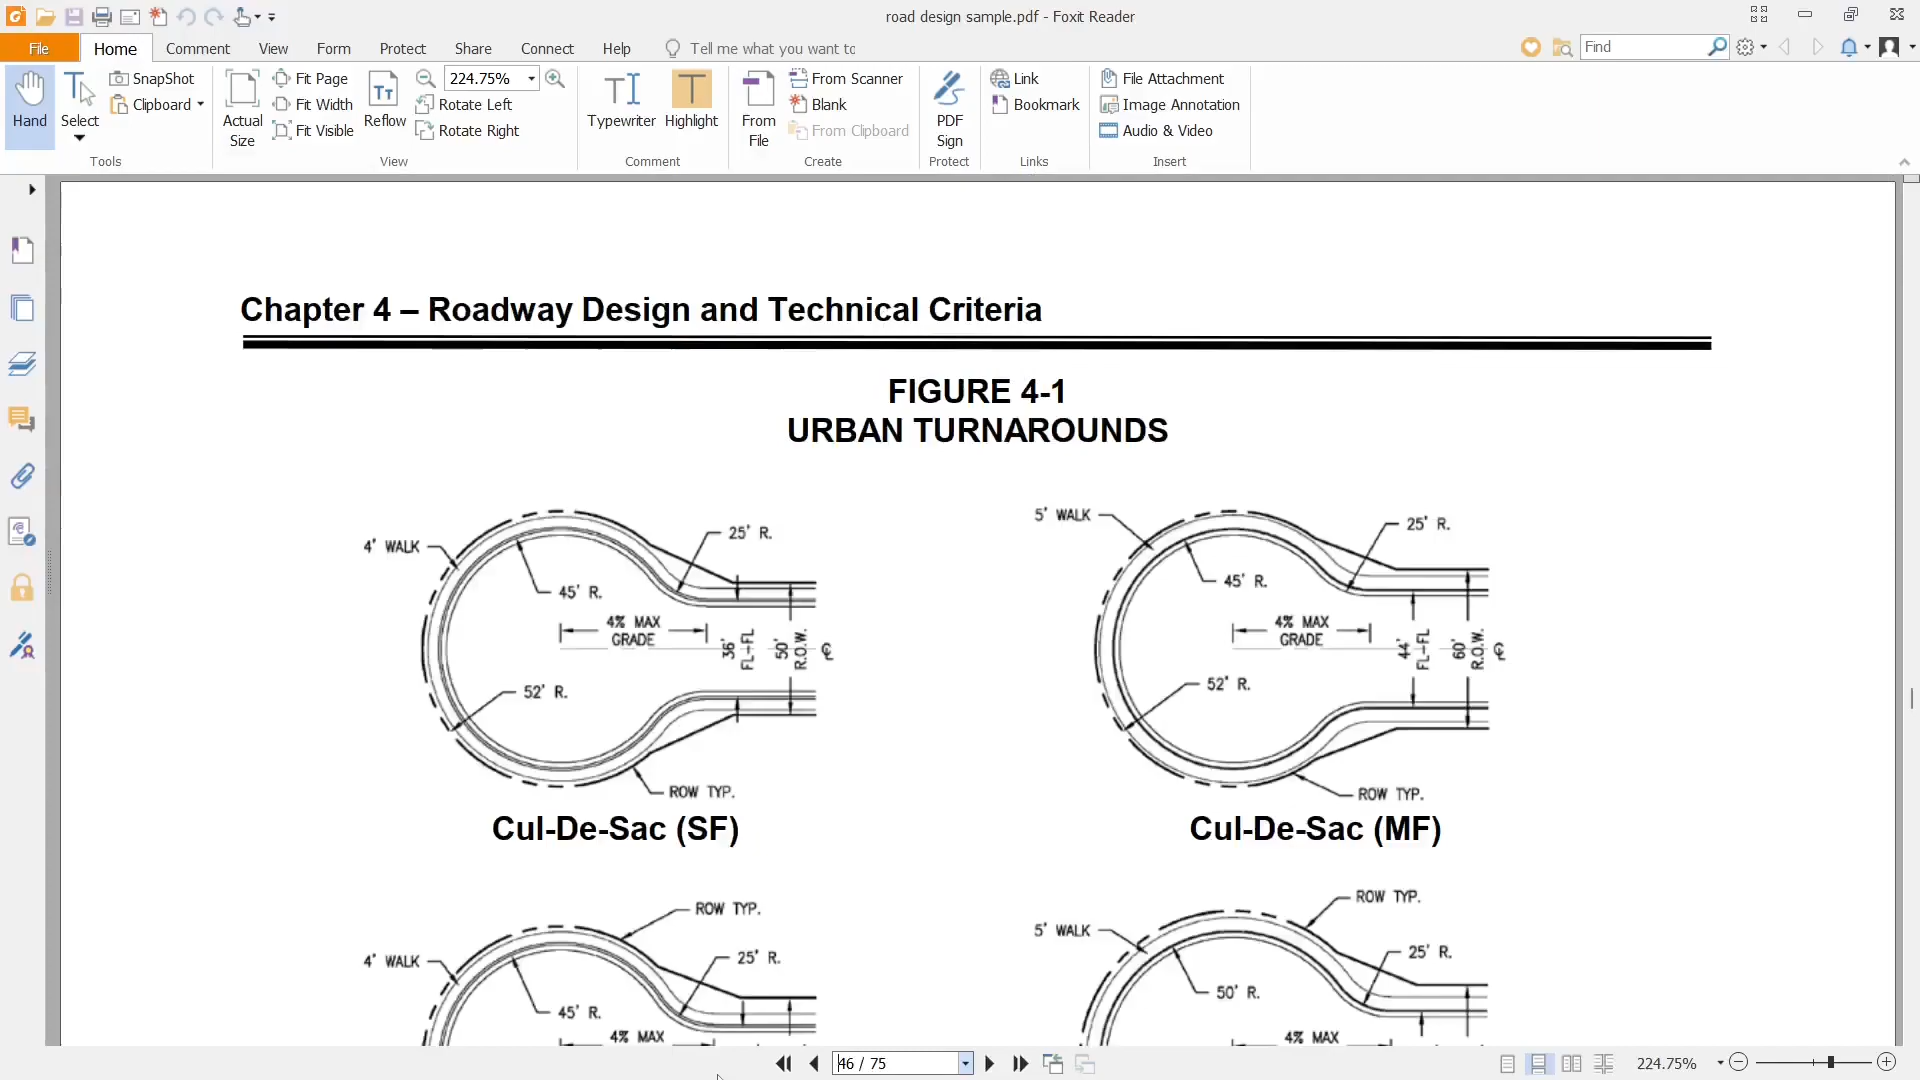 road design sample.pdf - Foxit Reader
File
Home
Comment
View
Form
Protect
Share
Connect
Help
Tell me what you want to
Find
Hand
Select
SnapShot
Clipboard
Tools
Actual
Size
Fit Page
Fit Width
Fit Visible
Reflow
224.75%
Rotate Left
Rotate Right
View
Typewriter
Highlight
Comment
From
File
From Scanner
Blank
From Clipboard
Create
PDF
Sign
Protect
Link
Bookmark
Links
File Attachment
Image Annotation
Audio & Video
Insert
Chapter 4 – Roadway Design and Technical Criteria
FIGURE 4-1
URBAN TURNAROUNDS
4' WALK
25' R.
45' R.
4% MAX
GRADE
36'
FL-FL
50'
R.O.W.
52' R.
ROW TYP.
Cul-De-Sac (SF)
5' WALK
25' R.
45' R.
4% MAX
GRADE
44'
FL-FL
60'
R.O.W.
52' R.
ROW TYP.
Cul-De-Sac (MF)
ROW TYP.
4' WALK
25' R.
45' R.
4% MAX
ROW TYP.
5' WALK
25' R.
50' R.
4% MAX
46 / 75
224.75%